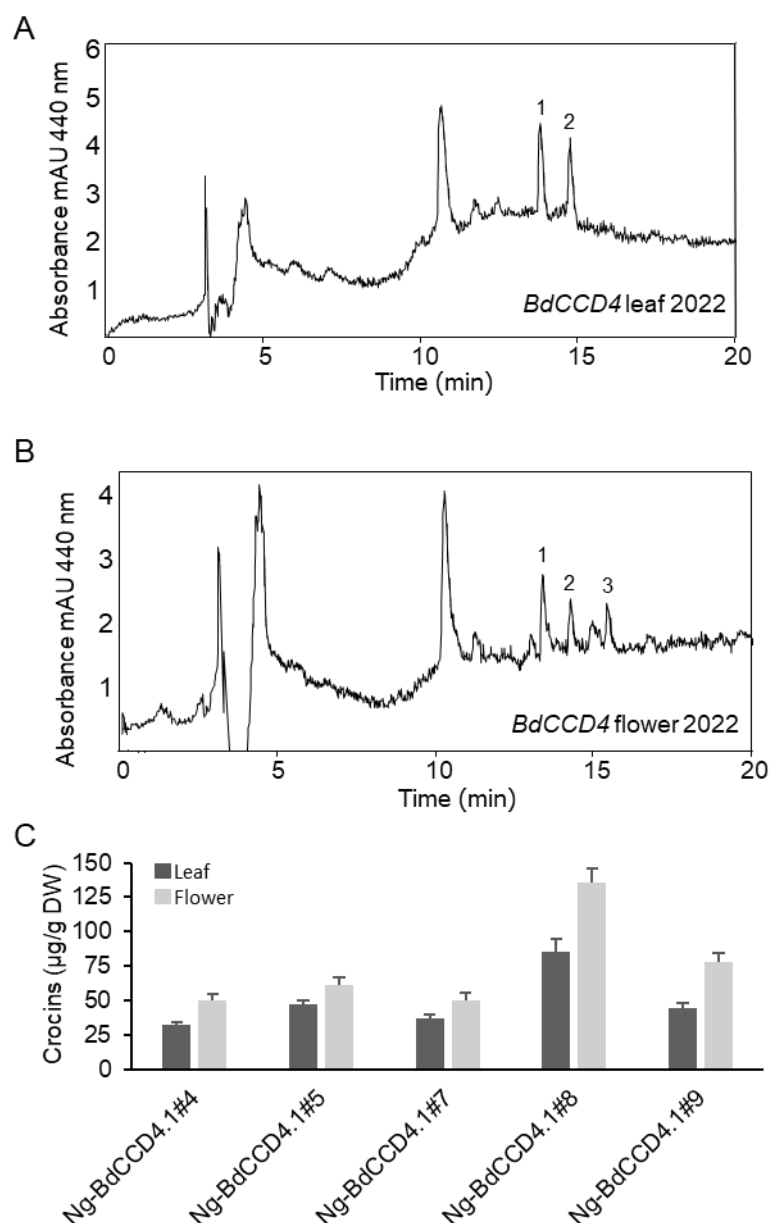 A
Absorbance mAU 440 nm
6
5
4
3
2
1
1 2
BdCCD4 leaf 2022
0 5 10 15 20
Time (min)
B
Absorbance mAU 440 nm
4
3
2
1
1 2 3
BdCCD4 flower 2022
0 5 10 15 20
Time (min)
C
Crocins (µg/g DW)
150
125
100
75
50
25
0
Leaf
Flower
Ng-BdCCD4.1#4
Ng-BdCCD4.1#5
Ng-BdCCD4.1#7
Ng-BdCCD4.1#8
Ng-BdCCD4.1#9